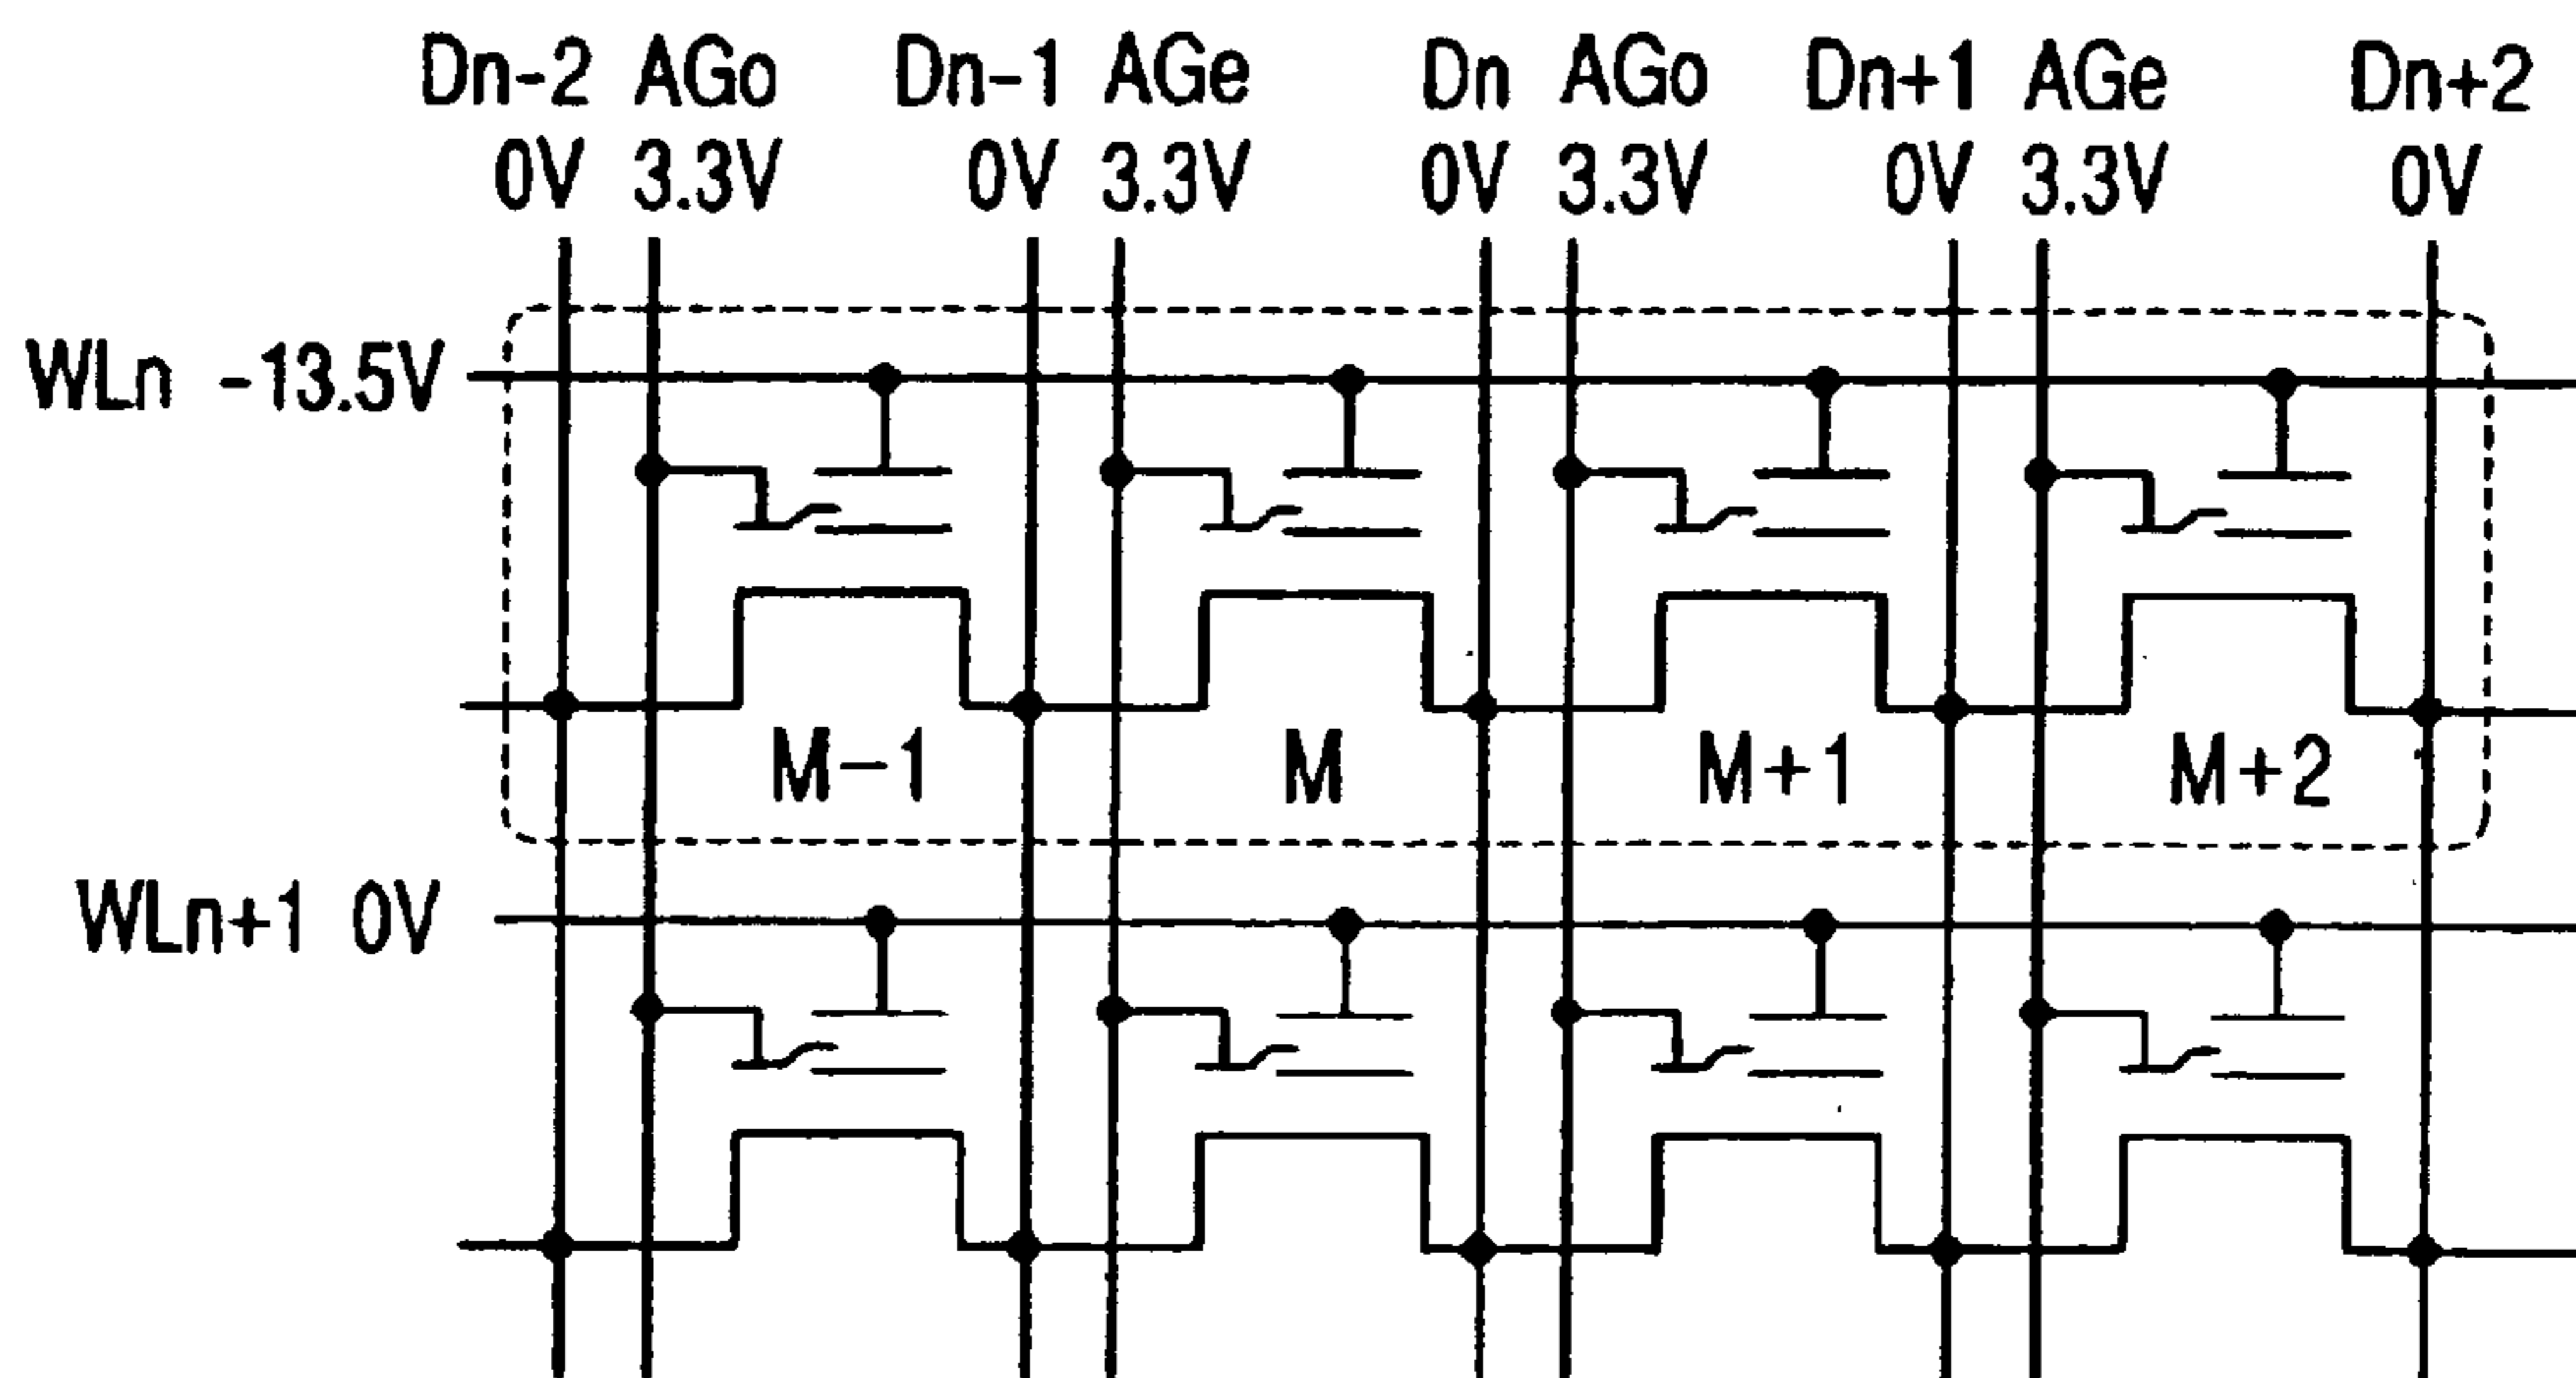 Dn-2 AGo Dn-1 AGe Dn AGo Dn+1 AGe Dn+2
0V 3.3V 0V 3.3V 0V 3.3V 0V 3.3V 0V
WLn -13.5V
M-1 M M+1 M+2
WLn+1 0V